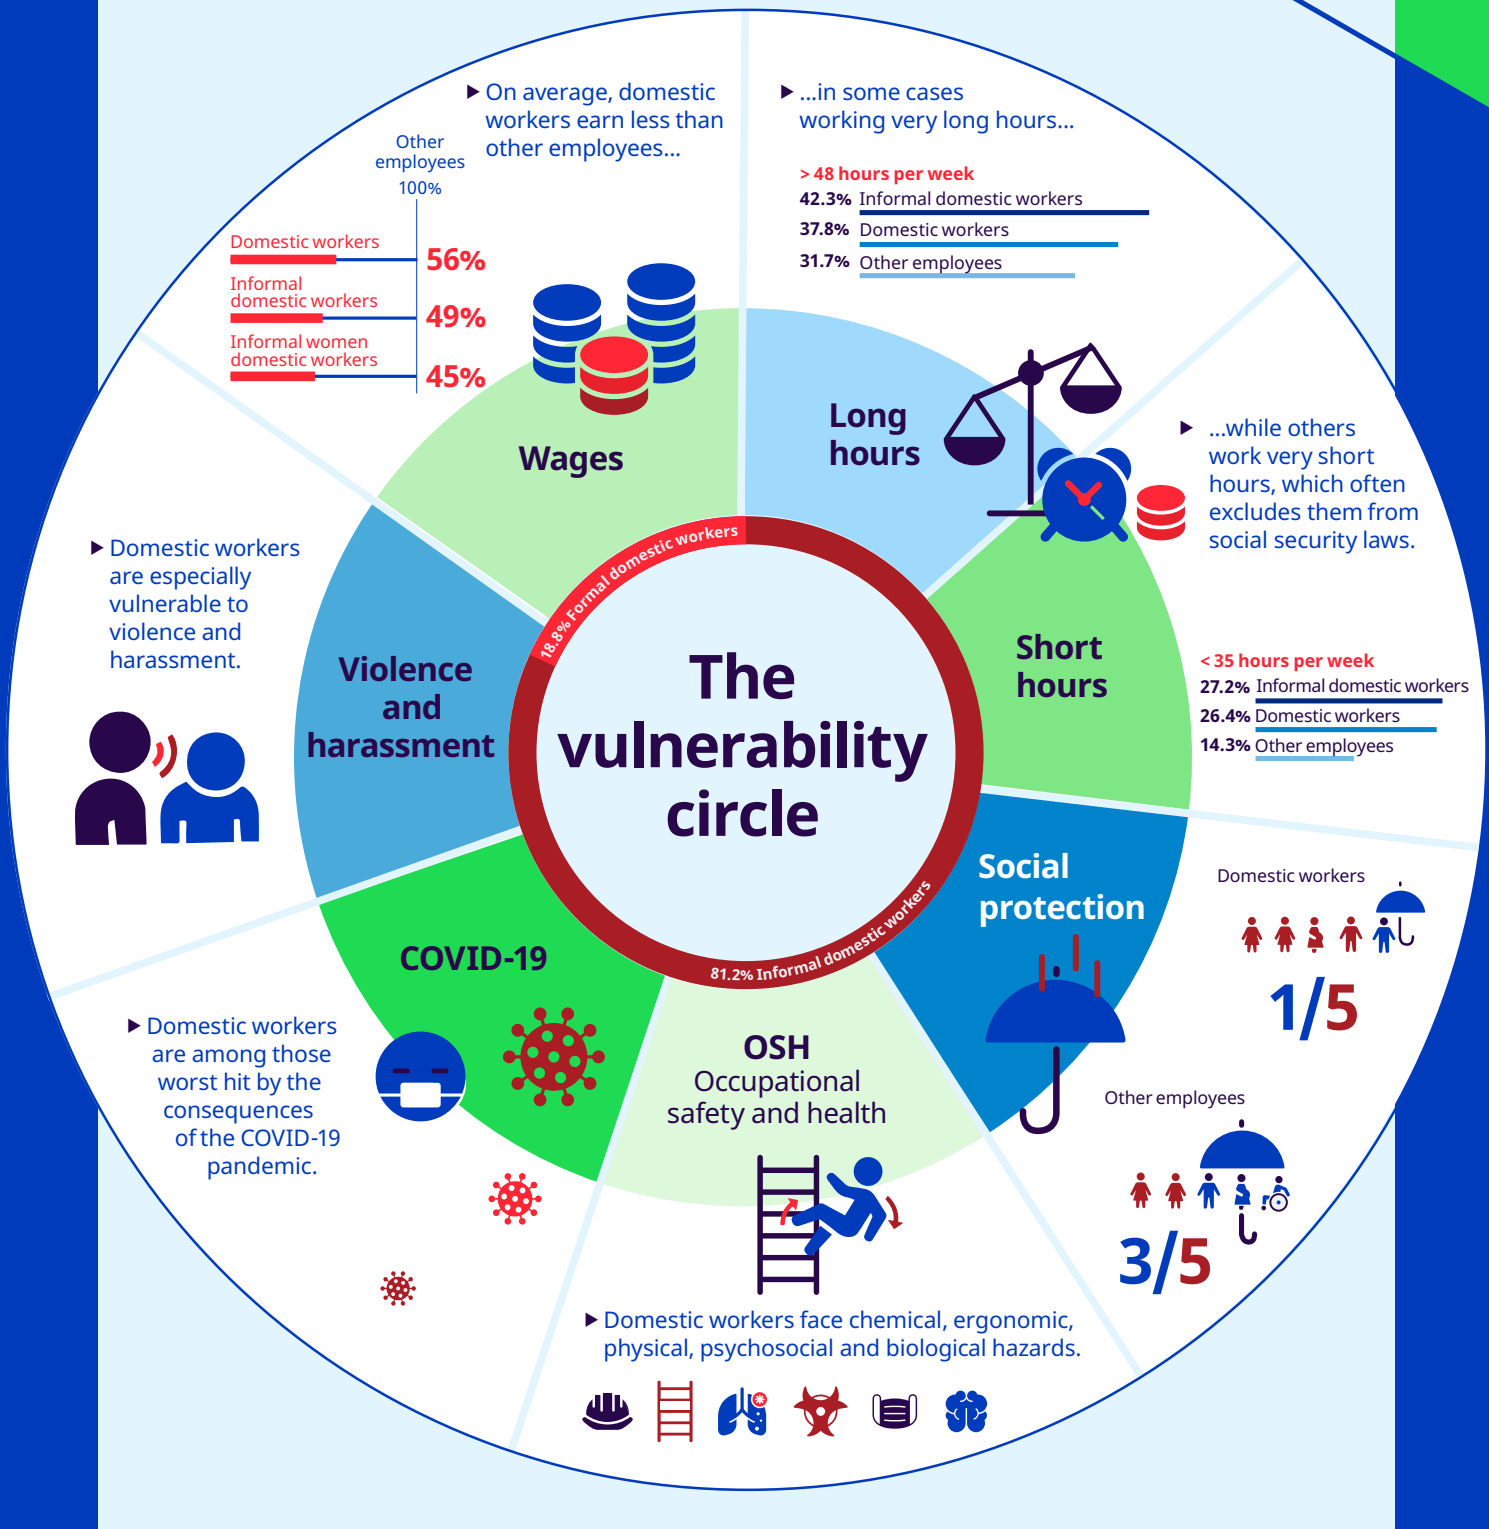 ▶ On average, domestic
workers earn less than
other employees...
Other
employees
100%
Domestic workers
56%
Informal
domestic workers
49%
Informal women
domestic workers
45%
Wages
▶ ...in some cases
working very long hours...
> 48 hours per week
42.3% Informal domestic workers
37.8% Domestic workers
31.7% Other employees
Long
hours
▶ ...while others
work very short
hours, which often
excludes them from
social security laws.
Short
hours
< 35 hours per week
27.2% Informal domestic workers
26.4% Domestic workers
14.3% Other employees
Social
protection
Domestic workers
1/5
Other employees
3/5
OSH
Occupational
safety and health
▶ Domestic workers face chemical, ergonomic,
physical, psychosocial and biological hazards.
COVID-19
▶ Domestic workers
are among those
worst hit by the
consequences
of the COVID-19
pandemic.
Violence
and
harassment
▶ Domestic workers
are especially
vulnerable to
violence and
harassment.
18.8% Formal domestic workers
The
vulnerability
circle
81.2% Informal domestic workers